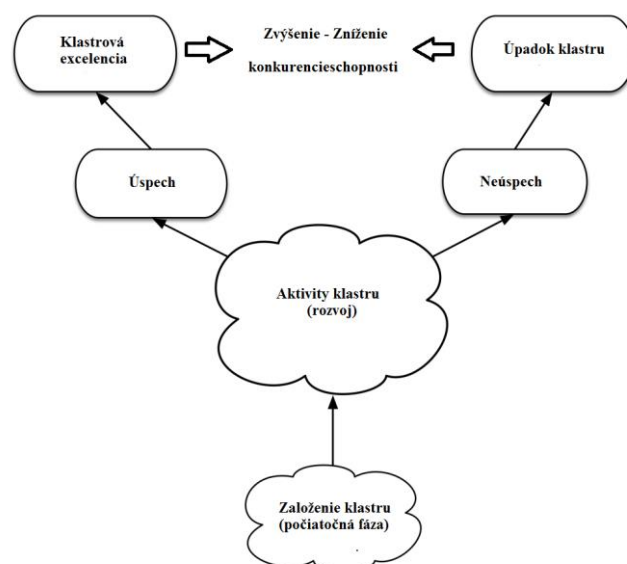 Klastrová
excelencia
Zvýšenie - Zníženie
konkurencieschopnosti
Úpadok klastru
Úspech
Neúspech
Aktivity klastru
(rozvoj)
Založenie klastru
(počiatočná fáza)